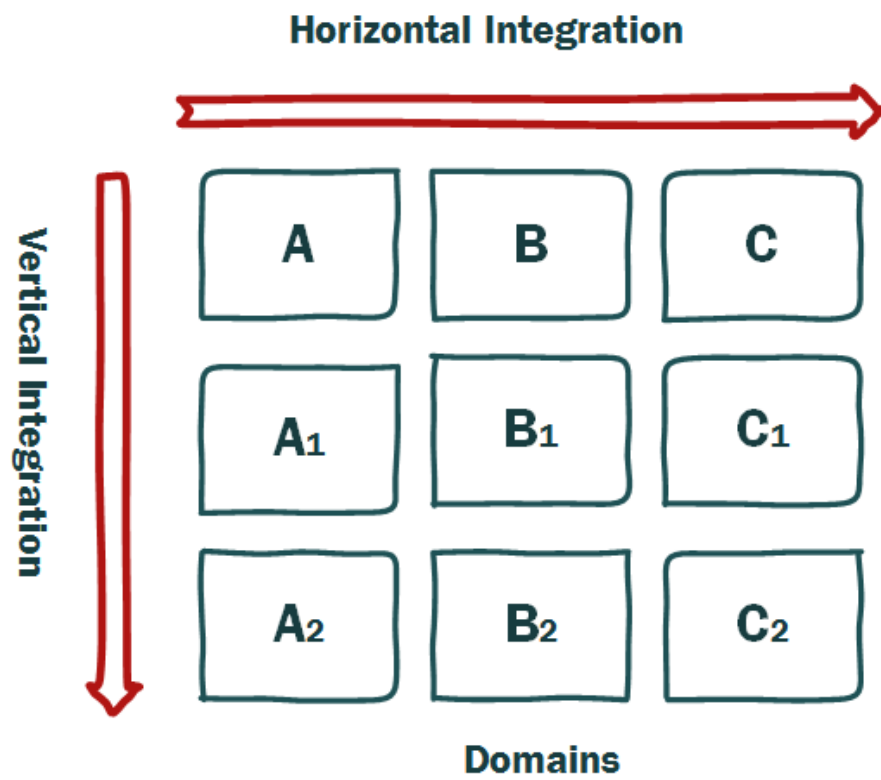 Horizontal Integration
Vertical Integration
A
B
C
A1
B1
C1
A2
B2
C2
Domains